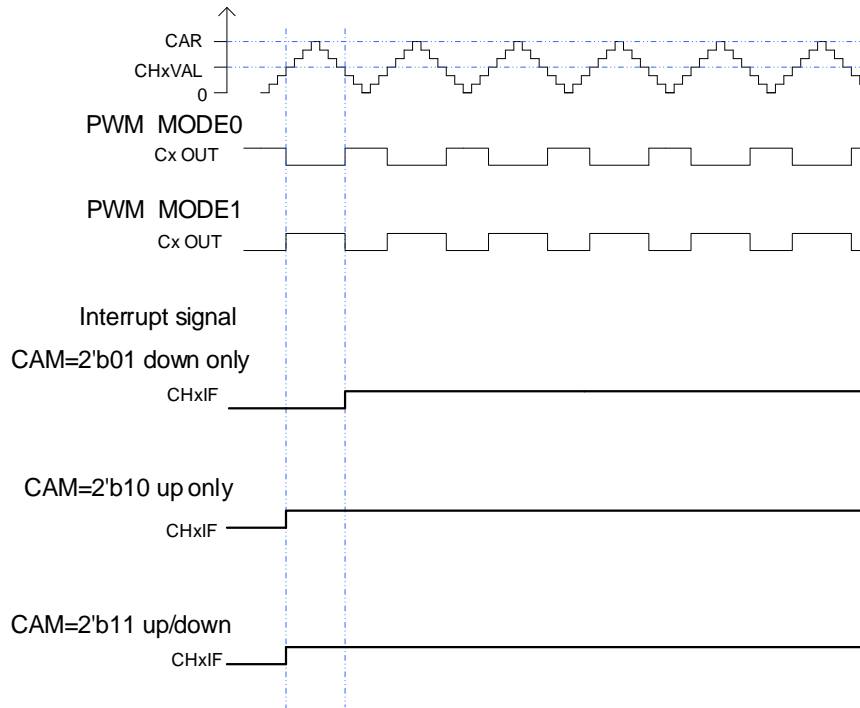 CAR
CHxVAL
0
PWM MODE0
Cx OUT
PWM MODE1
Cx OUT
Interrupt signal
CAM=2'b01 down only
CHxIF
CAM=2'b10 up only
CHxIF
CAM=2'b11 up/down
CHxIF